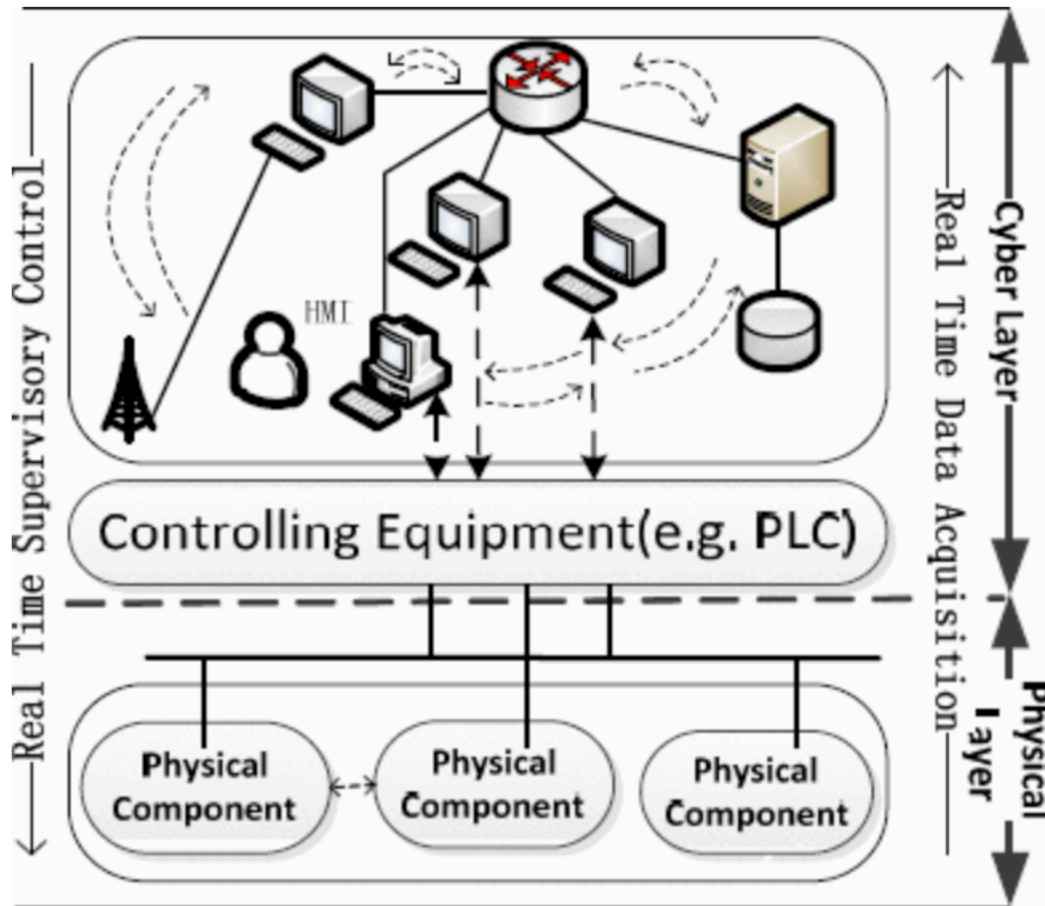 Real Time Supervisory Control
HMI
Controlling Equipment(e.g. PLC)
Physical
Component
Physical
Component
Physical
Component
Real Time Data Acquisition
Cyber Layer
Physical
Layer